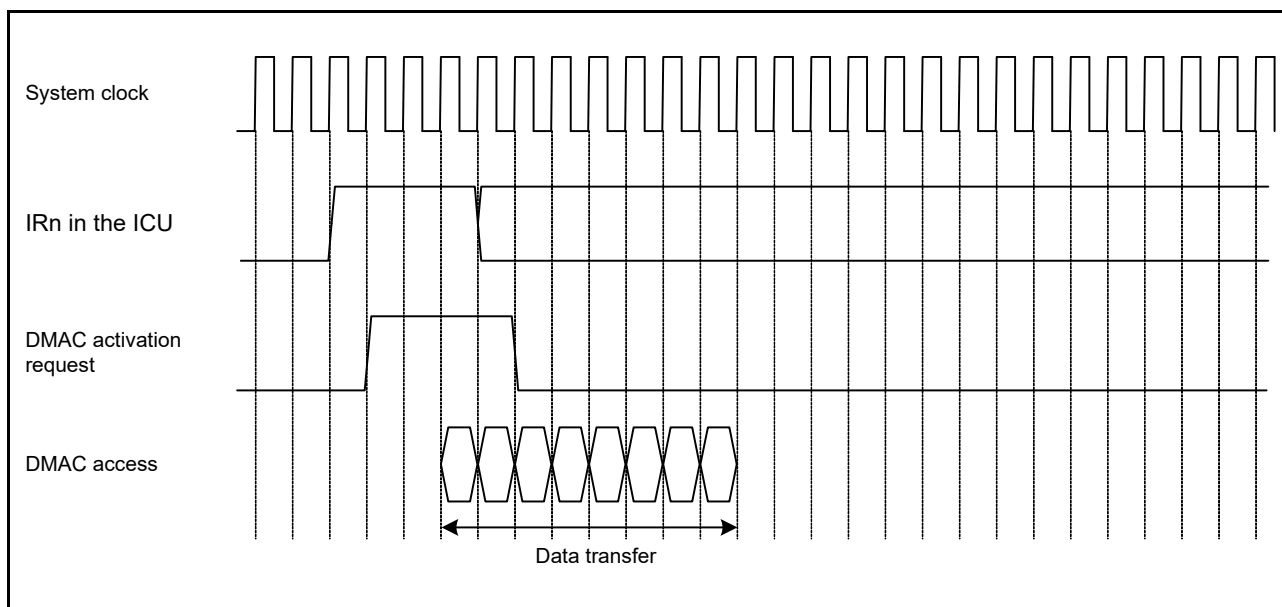 System clock
IRn in the ICU
DMAC activation
request
DMAC access
Data transfer